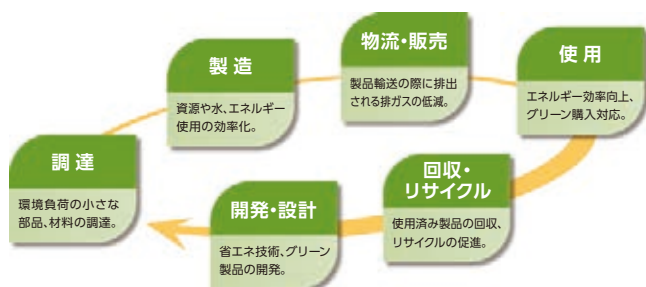 調達
環境負荷の小さな
部品、材料の調達。
製造
資源や水、エネルギー
使用の効率化。
物流・販売
製品輸送の際に排出
される排ガスの低減。
使用
エネルギー効率向上、
グリーン購入対応。
回収・
リサイクル
使用済み製品の回収、
リサイクルの促進。
開発・設計
省エネ技術、グリーン
製品の開発。